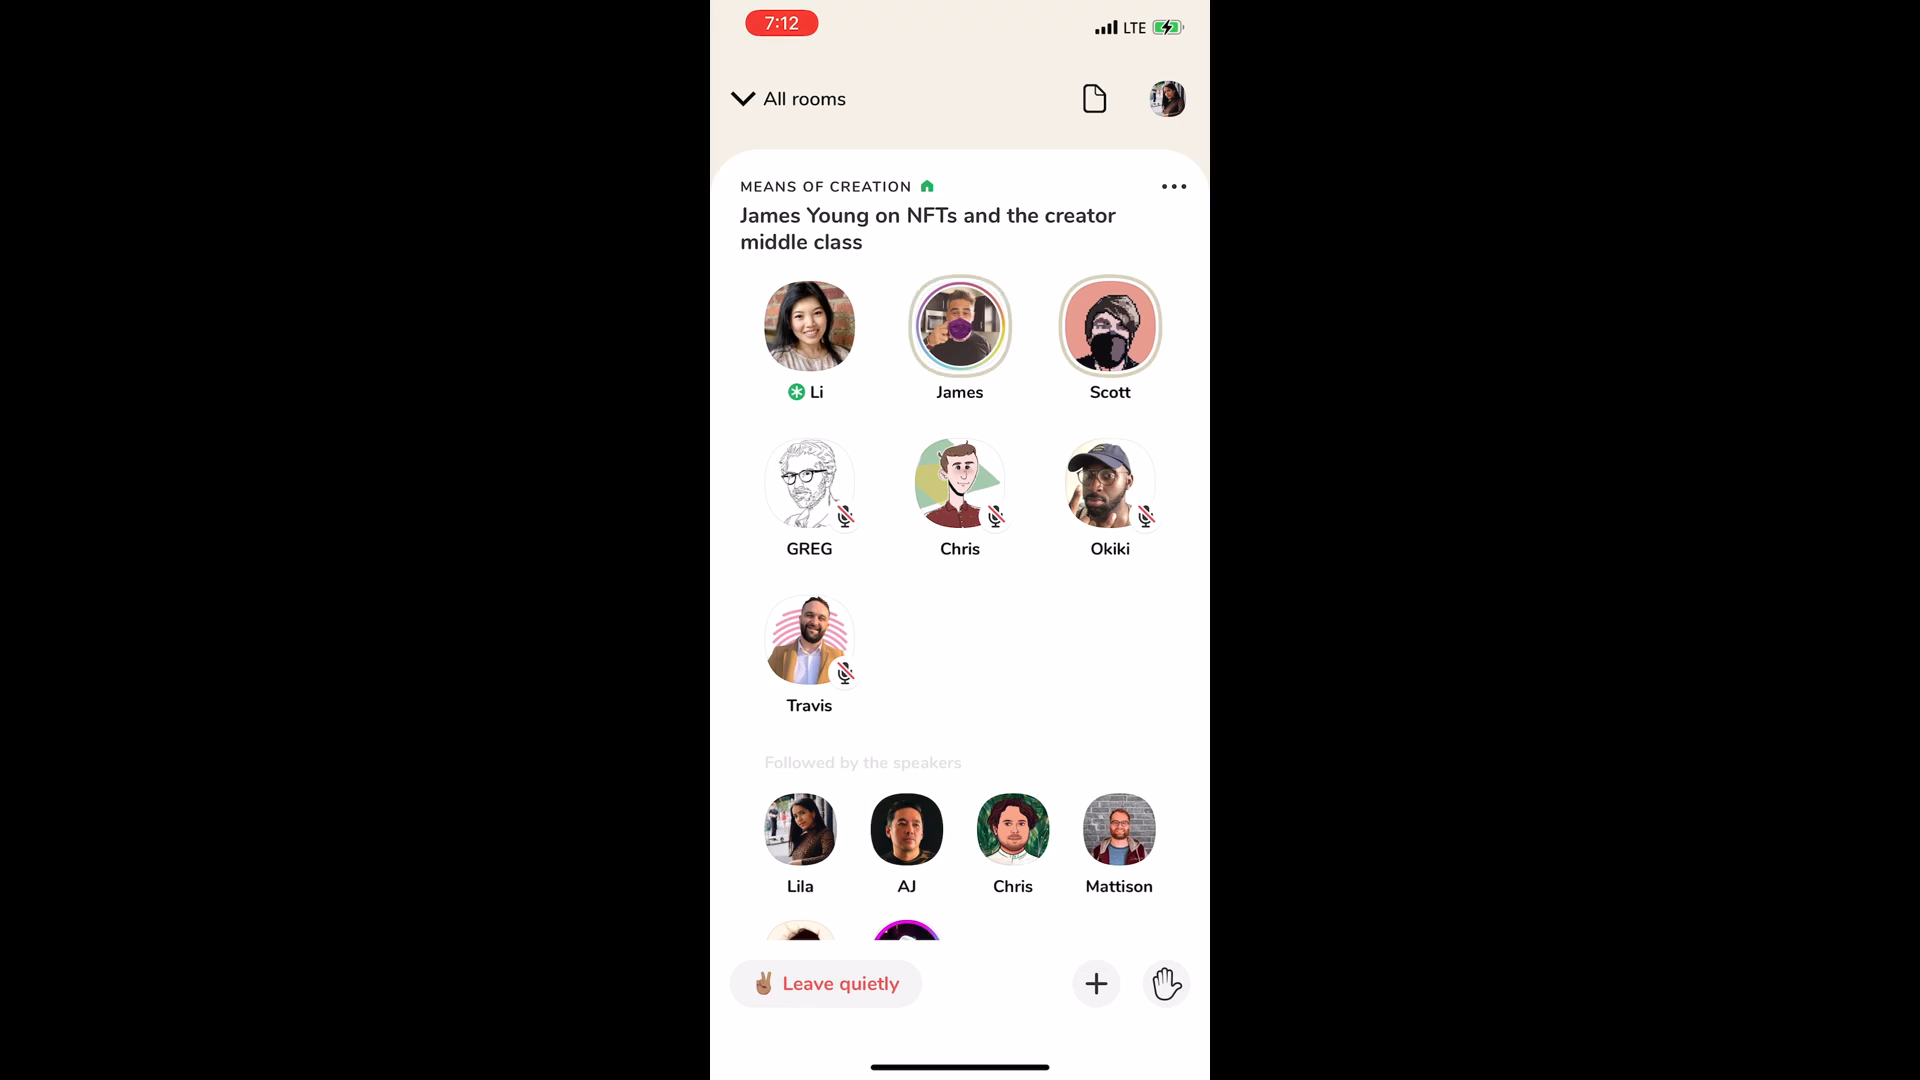 7:12
LTE
All rooms
MEANS OF CREATION
James Young on NFTs and the creator
middle class
Li
James
Scott
GREG
Chris
Okiki
Travis
Followed by the speakers
Lila
AJ
Chris
Mattison
Leave quietly